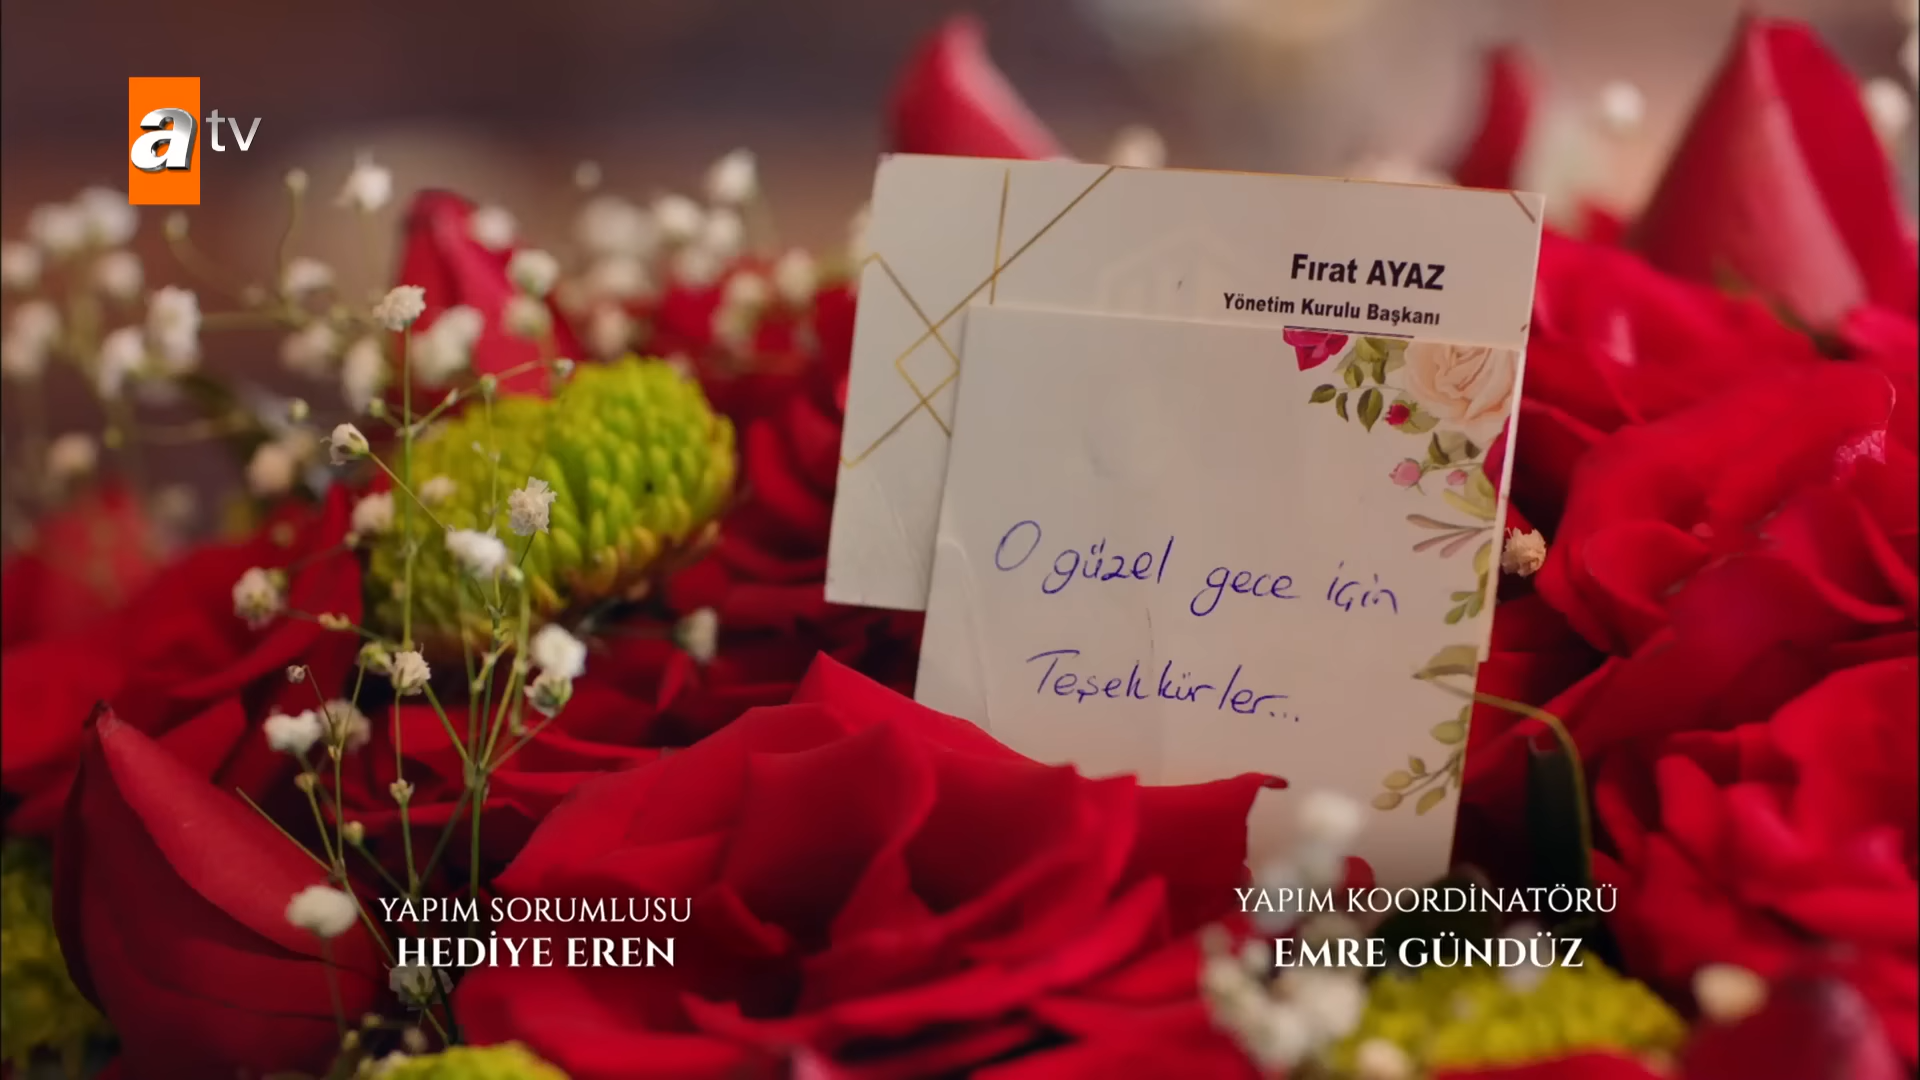 atv
Fırat AYAZ
Yönetim Kurulu Başkanı
O güzel gece için
Teşekkürler...
YAPIM SORUMLUSU
HEDİYE EREN
YAPIM KOORDİNATÖRÜ
EMRE GÜNDÜZ